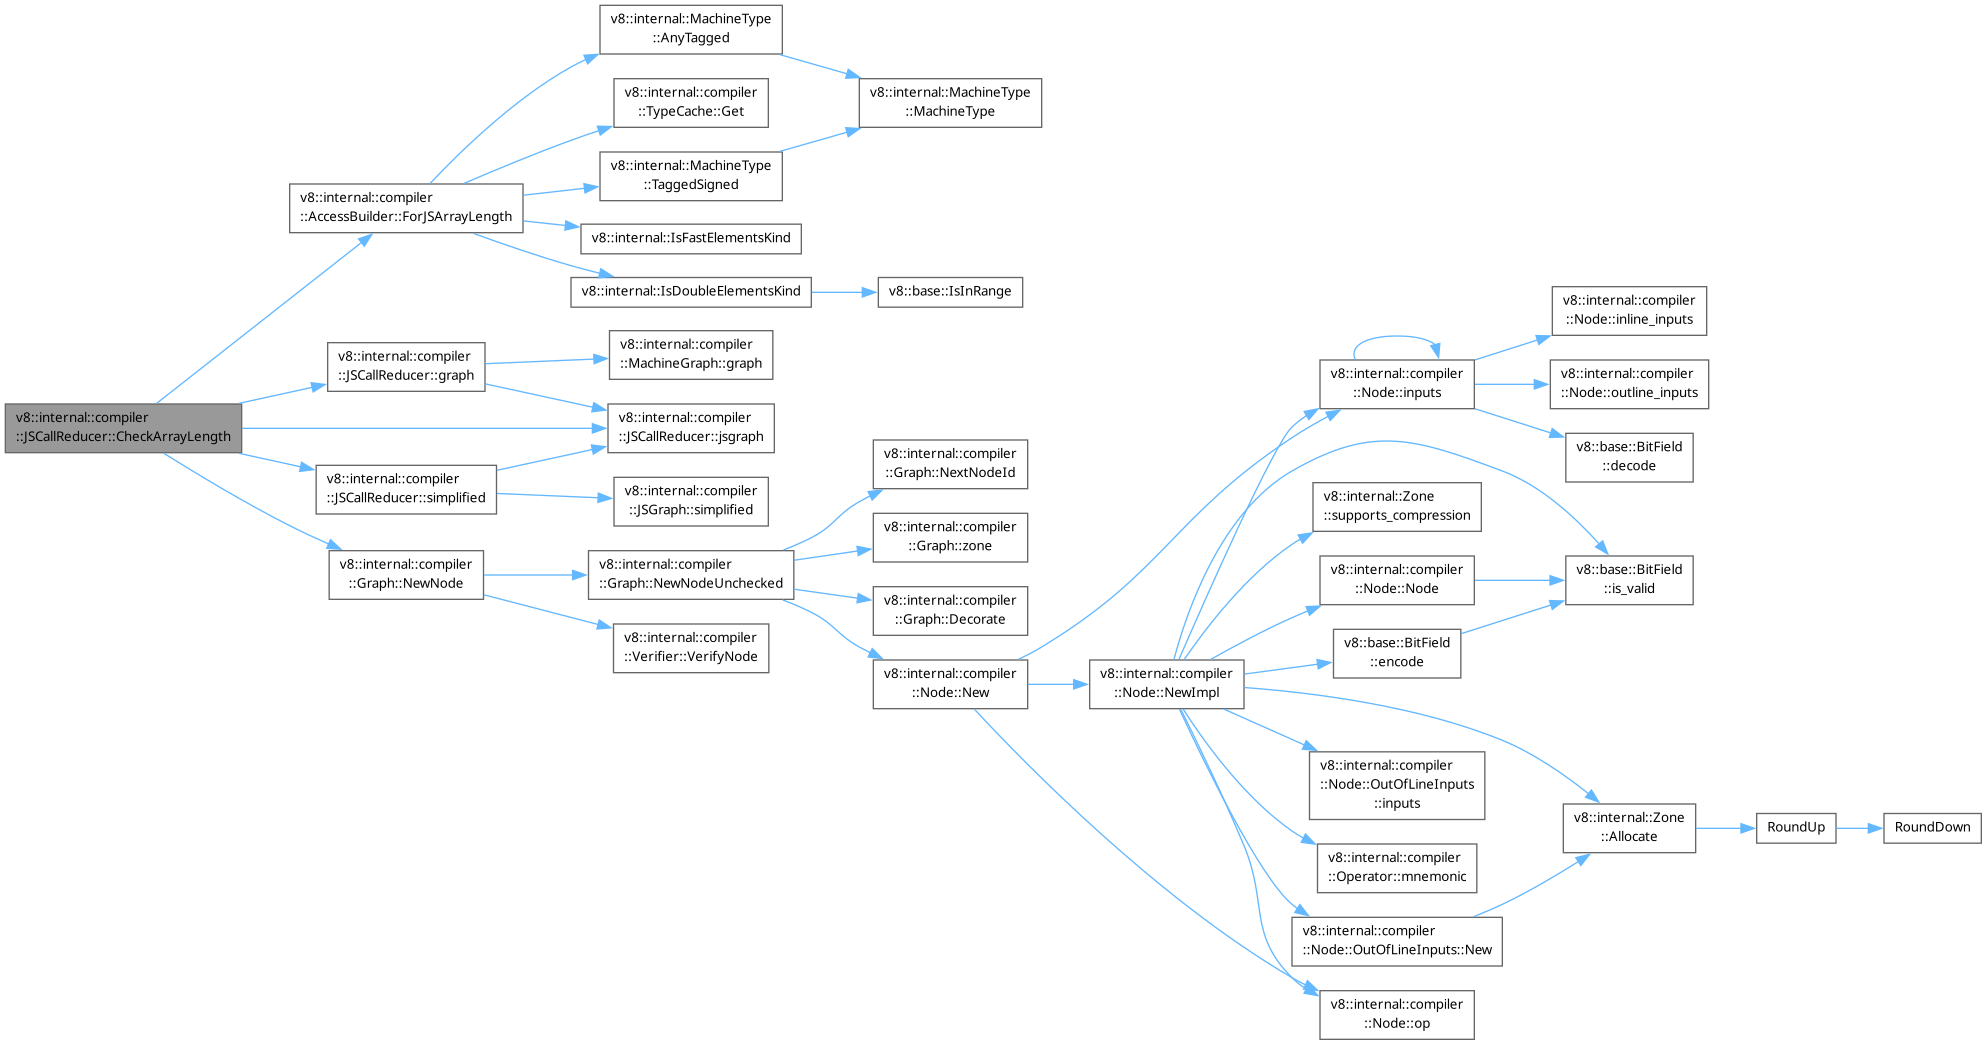 v8::internal::compiler
::JSCallReducer::CheckArrayLength
v8::internal::compiler
::AccessBuilder::ForJSArrayLength
v8::internal::compiler
::JSCallReducer::graph
v8::internal::compiler
::JSCallReducer::simplified
v8::internal::compiler
::Graph::NewNode
v8::internal::MachineType
::AnyTagged
v8::internal::compiler
::TypeCache::Get
v8::internal::MachineType
::TaggedSigned
v8::internal::IsFastElementsKind
v8::internal::IsDoubleElementsKind
v8::internal::compiler
::MachineGraph::graph
v8::internal::compiler
::JSCallReducer::jsgraph
v8::internal::compiler
::JSGraph::simplified
v8::internal::compiler
::Graph::NewNodeUnchecked
v8::internal::compiler
::Verifier::VerifyNode
v8::internal::MachineType
::MachineType
v8::base::IsInRange
v8::internal::compiler
::Graph::NextNodeId
v8::internal::compiler
::Graph::zone
v8::internal::compiler
::Graph::Decorate
v8::internal::compiler
::Node::New
v8::internal::compiler
::Node::NewImpl
v8::internal::compiler
::Node::inputs
v8::internal::Zone
::supports_compression
v8::internal::compiler
::Node::Node
v8::base::BitField
::encode
v8::internal::compiler
::Node::OutOfLineInputs
::inputs
v8::internal::compiler
::Operator::mnemonic
v8::internal::compiler
::Node::OutOfLineInputs::New
v8::internal::compiler
::Node::op
v8::internal::compiler
::Node::inline_inputs
v8::internal::compiler
::Node::outline_inputs
v8::base::BitField
::decode
v8::base::BitField
::is_valid
v8::internal::Zone
::Allocate
RoundUp
RoundDown